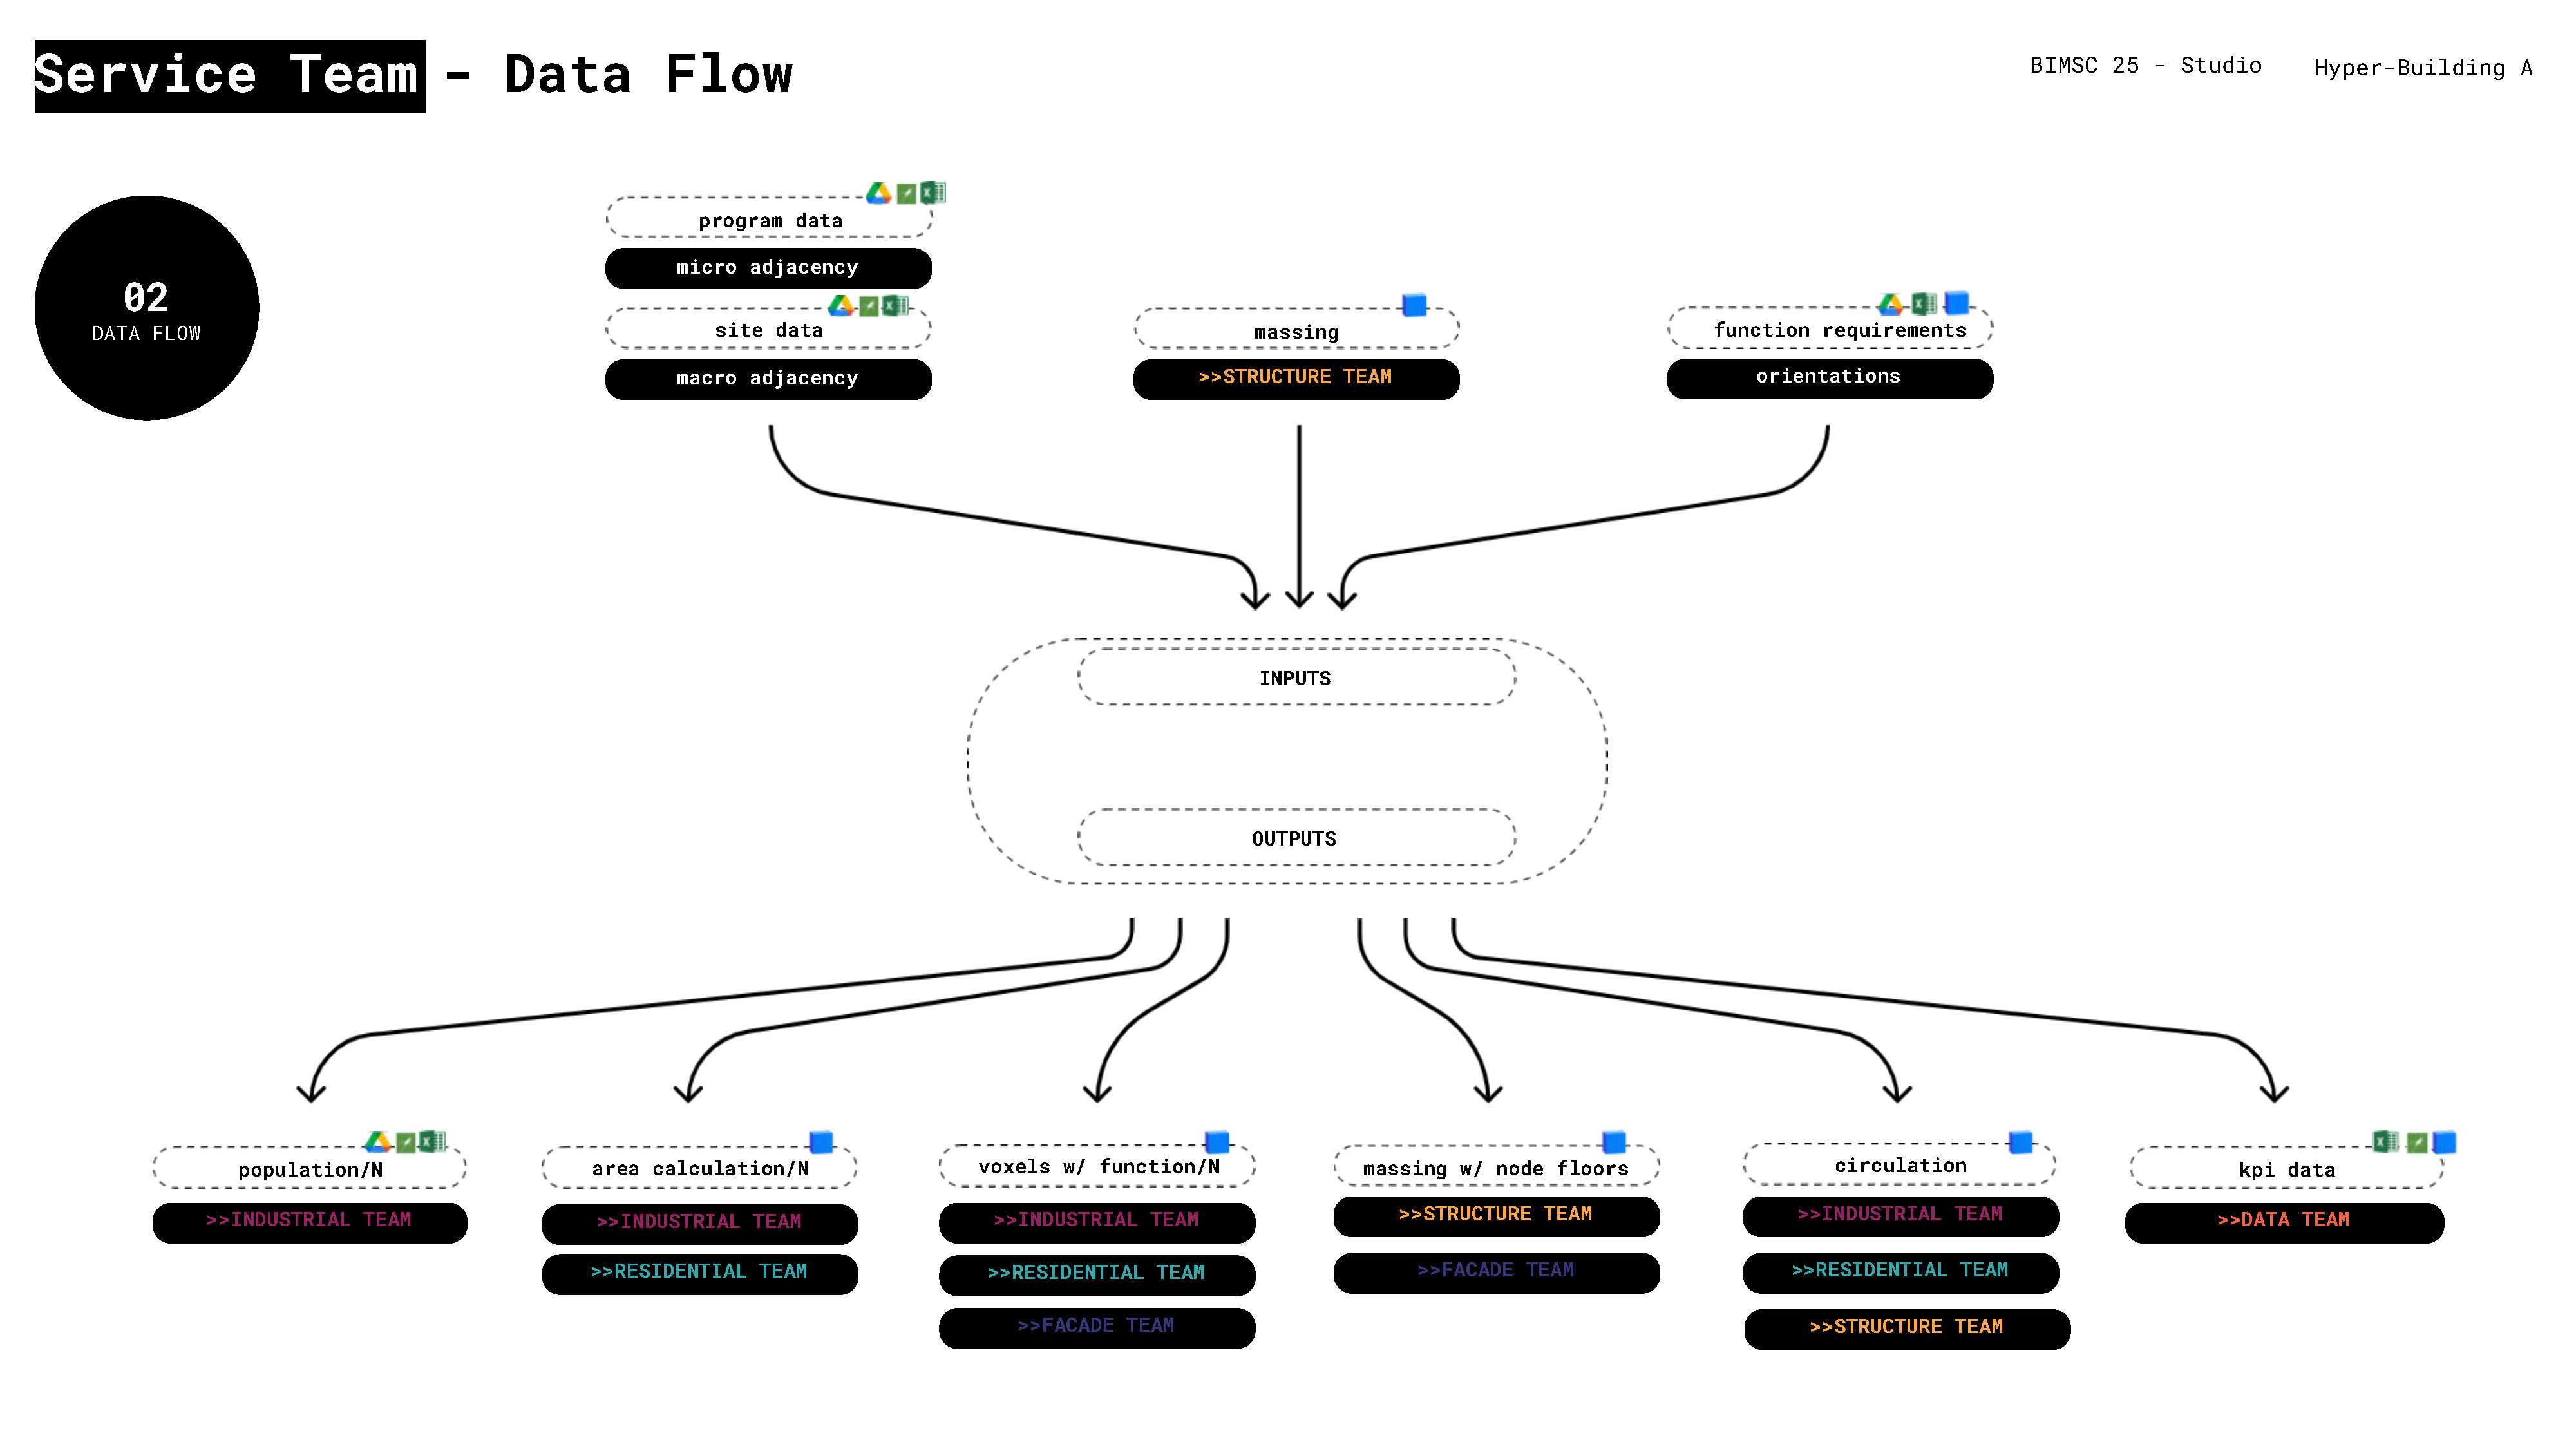 Service Team - Data Flow
BIMSC 25 - Studio
Hyper-Building A
02
DATA FLOW
program data
micro adjacency
site data
macro adjacency
massing
>>STRUCTURE TEAM
function requirements
orientations
INPUTS
OUTPUTS
population/N
>>INDUSTRIAL TEAM
area calculation/N
>>INDUSTRIAL TEAM
>>RESIDENTIAL TEAM
voxels w/ function/N
>>INDUSTRIAL TEAM
>>RESIDENTIAL TEAM
>>FACADE TEAM
massing w/ node floors
>>STRUCTURE TEAM
>>FACADE TEAM
circulation
>>INDUSTRIAL TEAM
>>RESIDENTIAL TEAM
>>STRUCTURE TEAM
kpi data
>>DATA TEAM